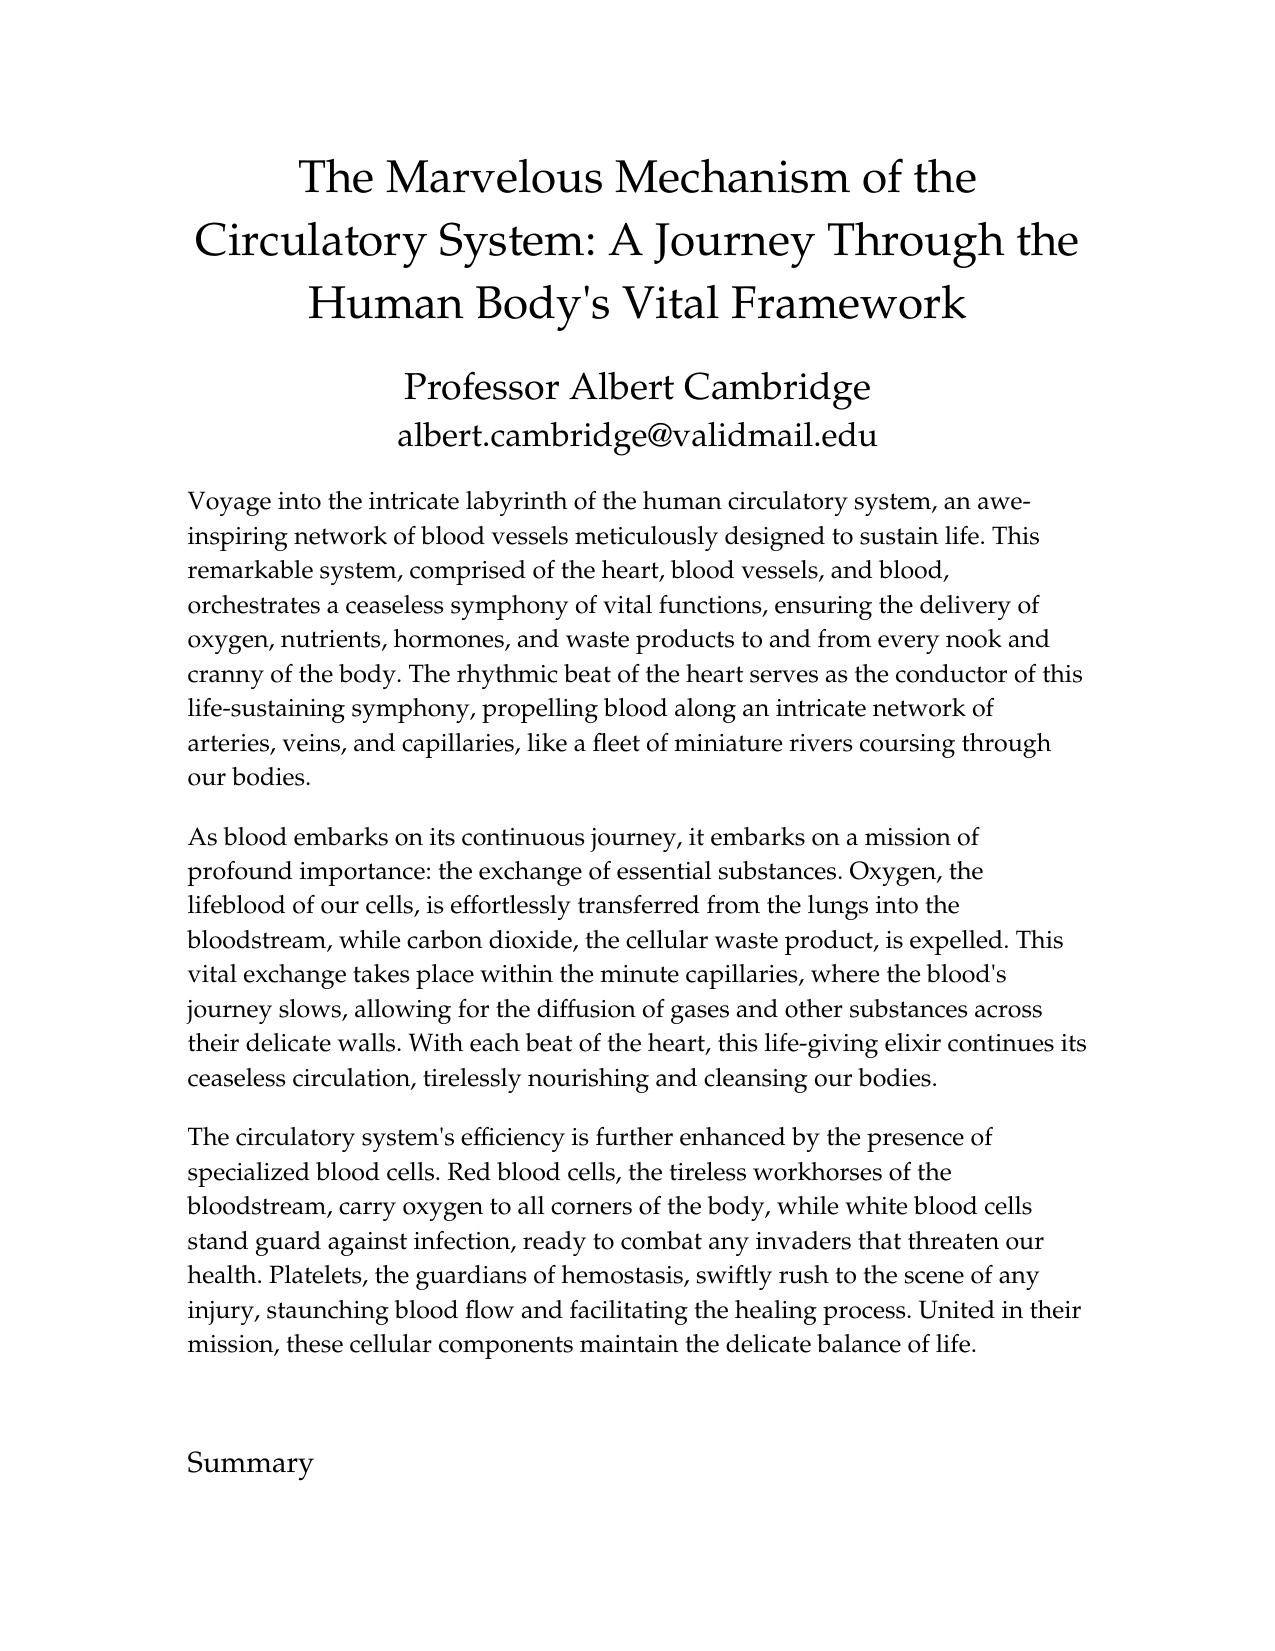 The Marvelous Mechanism of the
Circulatory System: A Journey Through the
Human Body's Vital Framework
Professor Albert Cambridge
albert.cambridge@validmail.edu
Voyage into the intricate labyrinth of the human circulatory system, an awe-
inspiring network of blood vessels meticulously designed to sustain life. This
remarkable system, comprised of the heart, blood vessels, and blood,
orchestrates a ceaseless symphony of vital functions, ensuring the delivery of
oxygen, nutrients, hormones, and waste products to and from every nook and
cranny of the body. The rhythmic beat of the heart serves as the conductor of this
life-sustaining symphony, propelling blood along an intricate network of
arteries, veins, and capillaries, like a fleet of miniature rivers coursing through
our bodies.
As blood embarks on its continuous journey, it embarks on a mission of
profound importance: the exchange of essential substances. Oxygen, the
lifeblood of our cells, is effortlessly transferred from the lungs into the
bloodstream, while carbon dioxide, the cellular waste product, is expelled. This
vital exchange takes place within the minute capillaries, where the blood's
journey slows, allowing for the diffusion of gases and other substances across
their delicate walls. With each beat of the heart, this life-giving elixir continues its
ceaseless circulation, tirelessly nourishing and cleansing our bodies.
The circulatory system's efficiency is further enhanced by the presence of
specialized blood cells. Red blood cells, the tireless workhorses of the
bloodstream, carry oxygen to all corners of the body, while white blood cells
stand guard against infection, ready to combat any invaders that threaten our
health. Platelets, the guardians of hemostasis, swiftly rush to the scene of any
injury, staunching blood flow and facilitating the healing process. United in their
mission, these cellular components maintain the delicate balance of life.
Summary